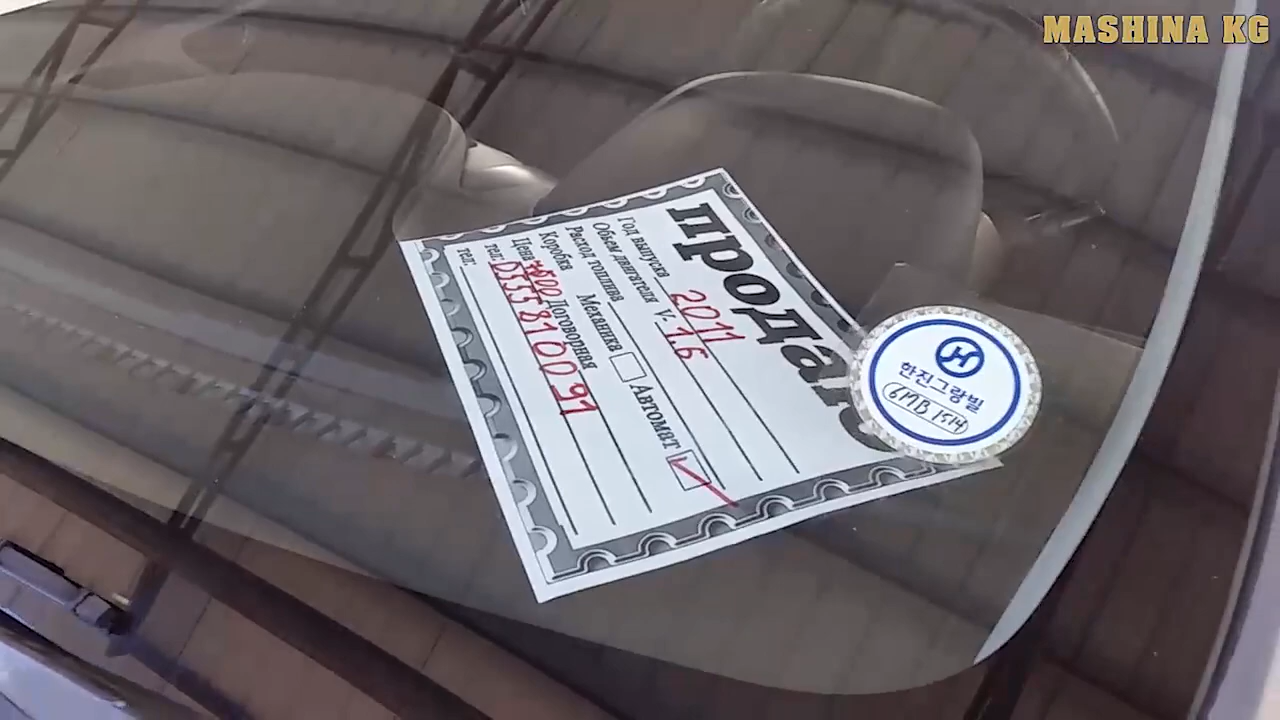 MASHINA KG
продаю
Год выпуска 2011
Объем двигателя V: 1.6
Расход топлива
Коробка Механика Автомат
Цена Договорная
тел: 0555 810091
тел:
H
한진그랑빌
6MB 1514